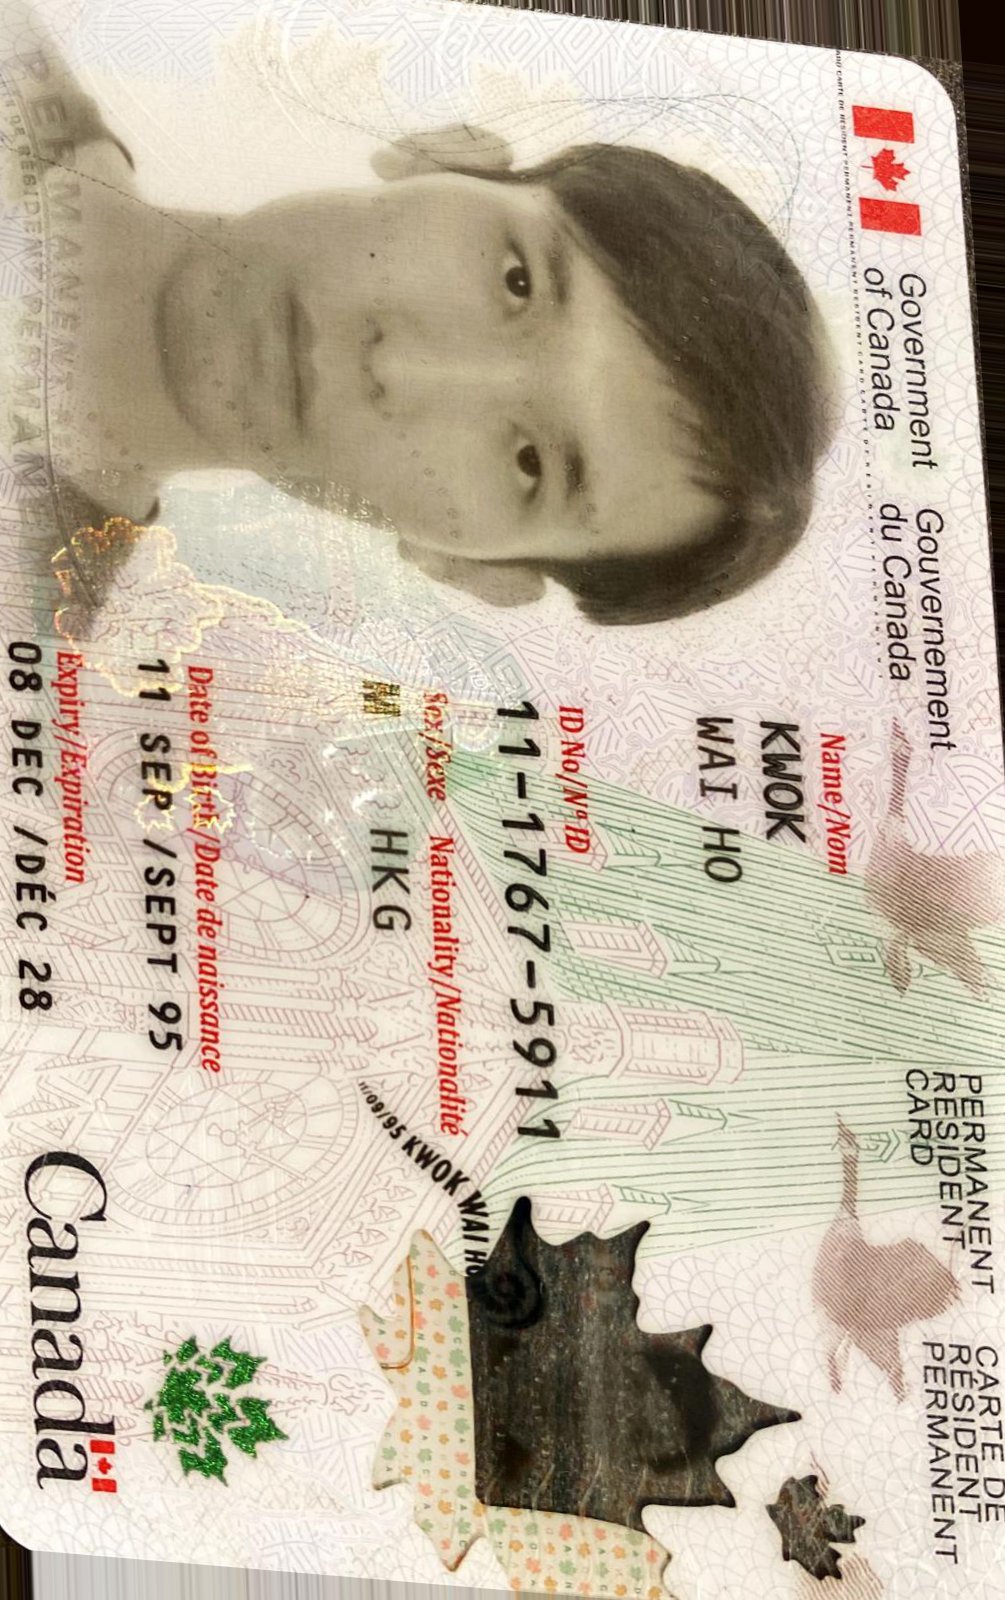 Government of Canada
Gouvernement du Canada
PERMANENT RESIDENT CARD
CARTE DE RÉSIDENT PERMANENT
Name/Nom
KWOK
WAI HO
ID No/Nº ID
11-1767-5911
Sex/Sexe Nationality/Nationalité
M HKG
Date of Birth/Date de naissance
11 SEP /SEPT 95
Expiry/Expiration
08 DEC /DÉC 28
11/09/95 KWOK WAI HO
Canada
PERMANENT